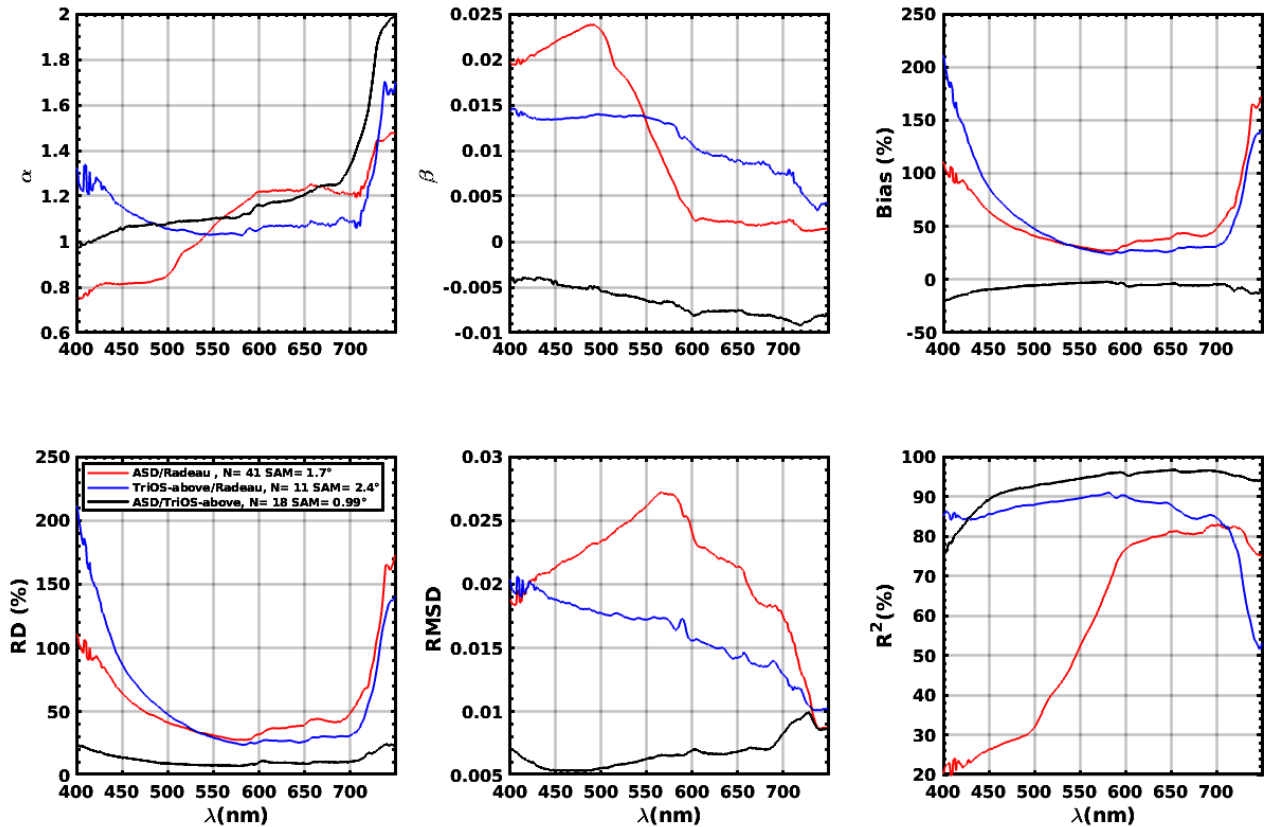 2
1.8
1.6
1.4
1.2
1
0.8
0.6
α
400 450 500 550 600 650 700
0.025
0.02
0.015
0.01
0.005
0
-0.005
-0.01
β
400 450 500 550 600 650 700
250
200
150
100
50
0
-50
Bias (%)
400 450 500 550 600 650 700
250
200
150
100
50
0
RD (%)
ASD/Radeau , N= 41 SAM= 1.7°
TriOS-above/Radeau, N= 11 SAM= 2.4°
ASD/TriOS-above, N= 18 SAM= 0.99°
400 450 500 550 600 650 700
λ(nm)
0.03
0.025
0.02
0.015
0.01
0.005
RMSD
400 450 500 550 600 650 700
λ(nm)
100
90
80
70
60
50
40
30
20
R²(%)
400 450 500 550 600 650 700
λ(nm)